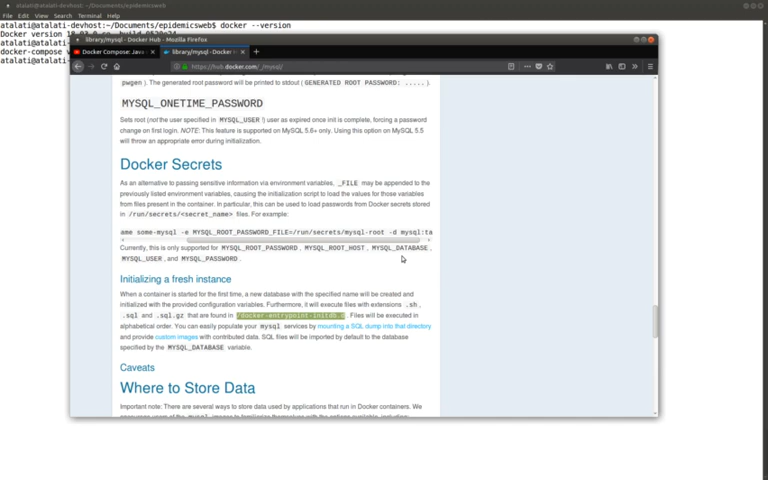 atalati@atalati-devhost: ~/Documents/epidemicsweb
File Edit View Search Terminal Help
atalati@atalati-devhost:~/Documents/epidemicsweb$ docker --version
Docker version
atalati@atalati-
docker-compose v
atalati@atalati-
library/mysql - Docker Hub - Mozilla Firefox
Docker Compose: Java
library/mysql - Docker H
https://hub.docker.com/_/mysql/
pwgen ). The generated root password will be printed to stdout ( GENERATED ROOT PASSWORD: ..... ).
MYSQL_ONETIME_PASSWORD
Sets root (not the user specified in MYSQL_USER !) user as expired once init is complete, forcing a password
change on first login. NOTE: This feature is supported on MySQL 5.6+ only. Using this option on MySQL 5.5
will throw an appropriate error during initialization.
Docker Secrets
As an alternative to passing sensitive information via environment variables, _FILE may be appended to the
previously listed environment variables, causing the initialization script to load the values for those variables
from files present in the container. In particular, this can be used to load passwords from Docker secrets stored
in /run/secrets/<secret_name> files. For example:
ame some-mysql -e MYSQL_ROOT_PASSWORD_FILE=/run/secrets/mysql-root -d mysql:ta
Currently, this is only supported for MYSQL_ROOT_PASSWORD , MYSQL_ROOT_HOST , MYSQL_DATABASE ,
MYSQL_USER , and MYSQL_PASSWORD .
Initializing a fresh instance
When a container is started for the first time, a new database with the specified name will be created and
initialized with the provided configuration variables. Furthermore, it will execute files with extensions .sh ,
.sql and .sql.gz that are found in /docker-entrypoint-initdb.d . Files will be executed in
alphabetical order. You can easily populate your mysql services by mounting a SQL dump into that directory
and provide custom images with contributed data. SQL files will be imported by default to the database
specified by the MYSQL_DATABASE variable.
Caveats
Where to Store Data
Important note: There are several ways to store data used by applications that run in Docker containers. We